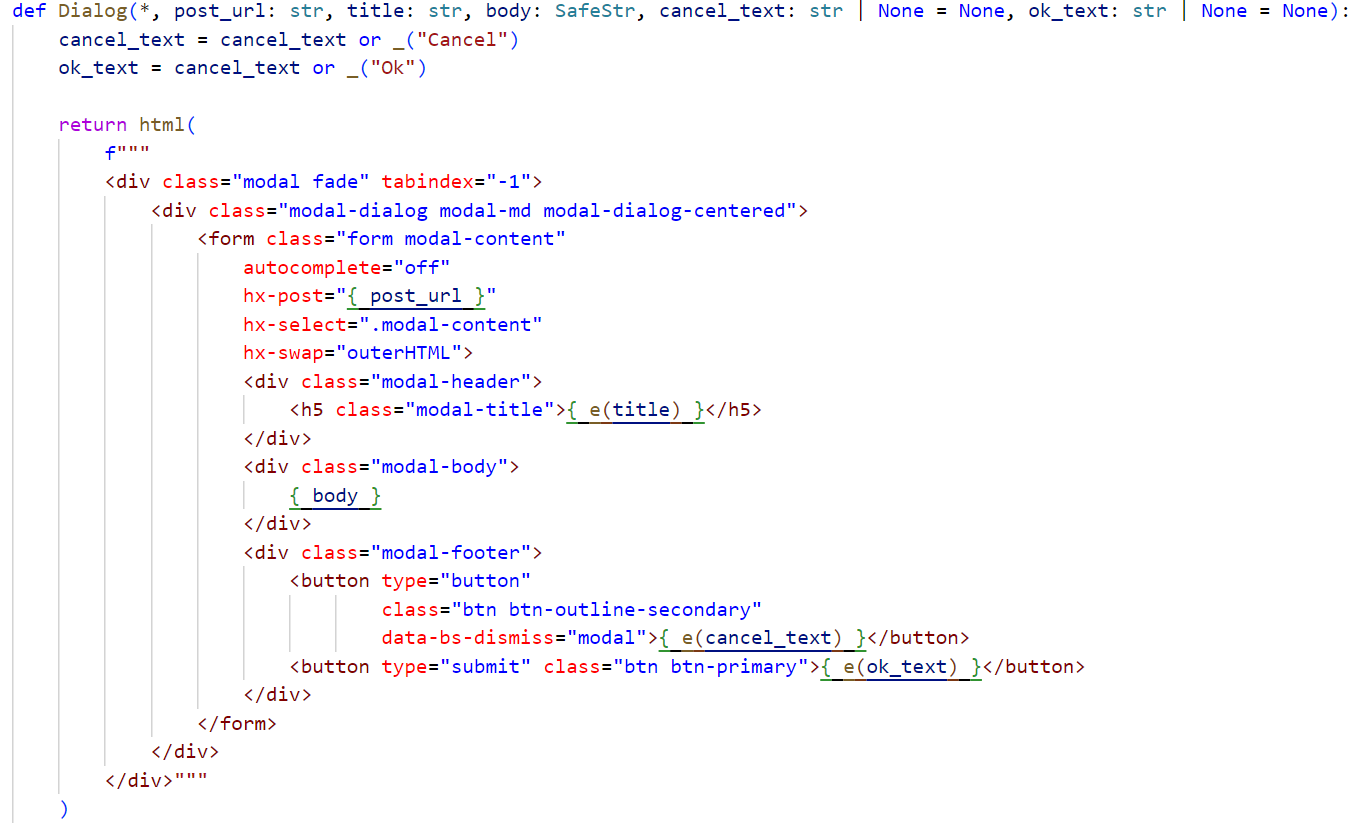 def Dialog(*, post_url: str, title: str, body: SafeStr, cancel_text: str | None = None, ok_text: str | None = None):
    cancel_text = cancel_text or _("Cancel")
    ok_text = cancel_text or _("Ok")

    return html(
        f"""
        <div class="modal fade" tabindex="-1">
            <div class="modal-dialog modal-md modal-dialog-centered">
                <form class="form modal-content"
                    autocomplete="off"
                    hx-post="{ post_url }"
                    hx-select=".modal-content"
                    hx-swap="outerHTML">
                    <div class="modal-header">
                        <h5 class="modal-title">{ e(title) }</h5>
                    </div>
                    <div class="modal-body">
                        { body }
                    </div>
                    <div class="modal-footer">
                        <button type="button"
                                class="btn btn-outline-secondary"
                                data-bs-dismiss="modal">{ e(cancel_text) }</button>
                        <button type="submit" class="btn btn-primary">{ e(ok_text) }</button>
                    </div>
                </form>
            </div>
        </div>"""
    )